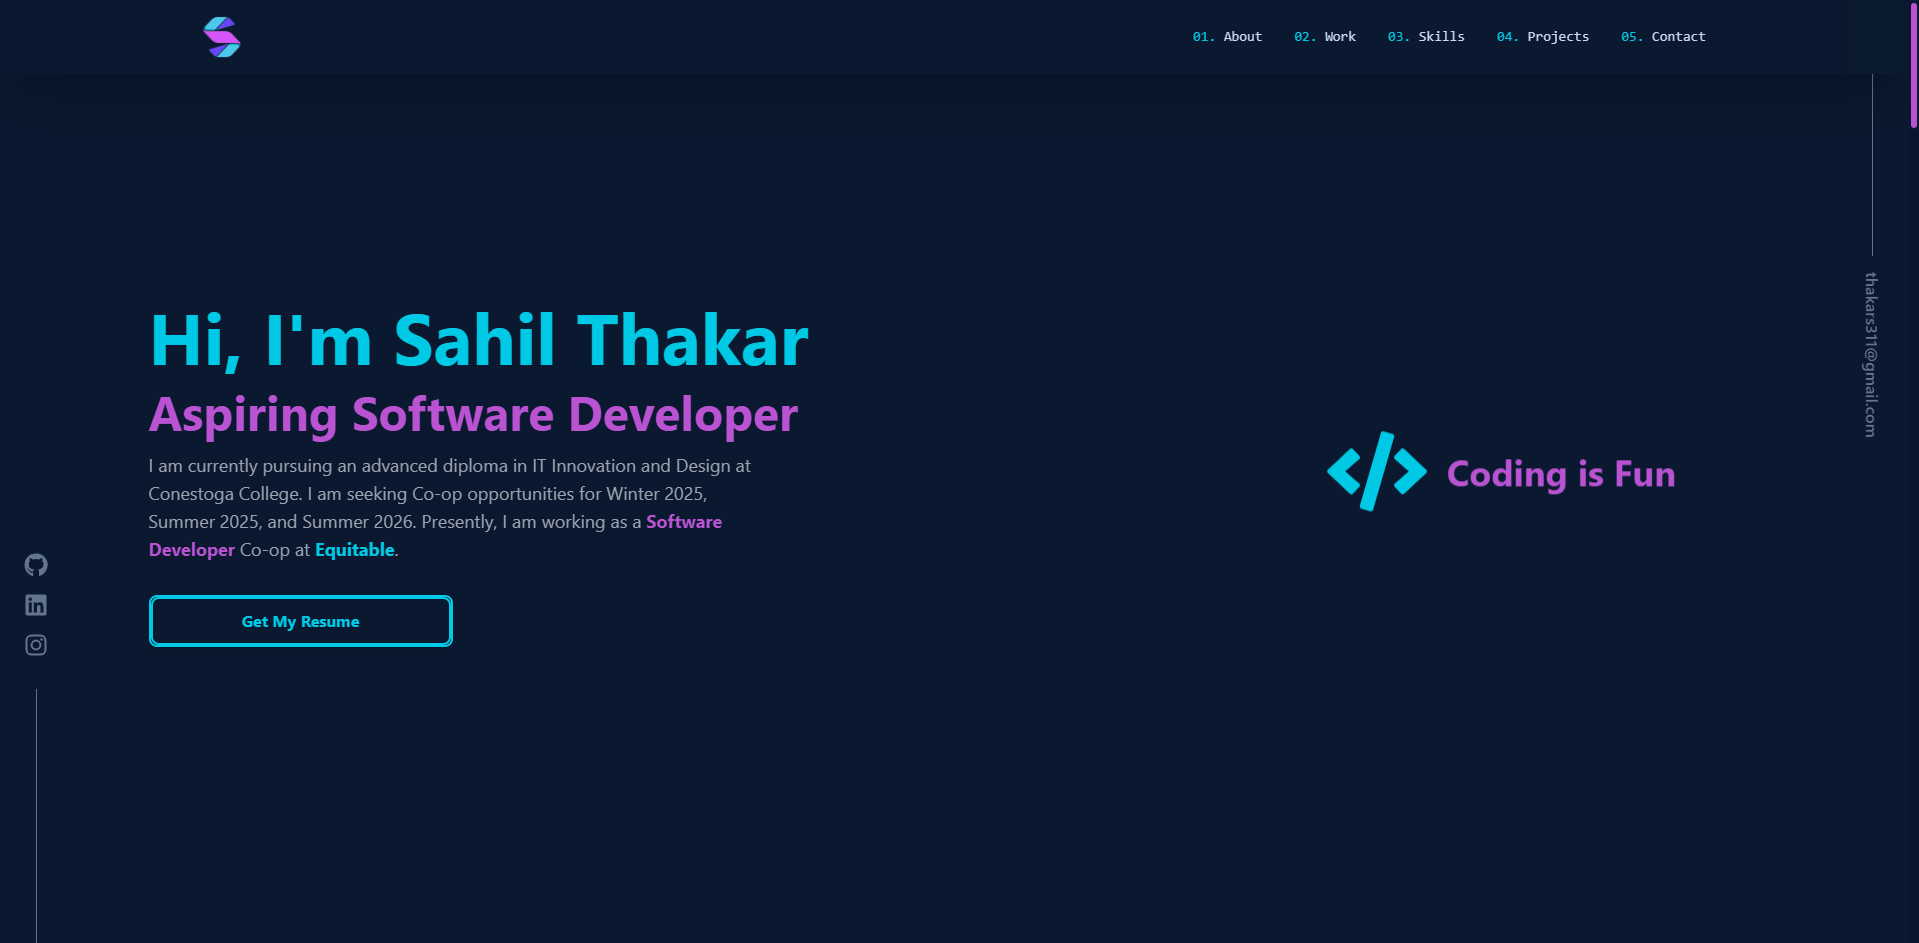 01. About 02. Work 03. Skills 04. Projects 05. Contact
thakars311@gmail.com
Hi, I'm Sahil Thakar
Aspiring Software Developer
I am currently pursuing an advanced diploma in IT Innovation and Design at
Conestoga College. I am seeking Co-op opportunities for Winter 2025,
Summer 2025, and Summer 2026. Presently, I am working as a Software
Developer Co-op at Equitable.
Get My Resume
Coding is Fun